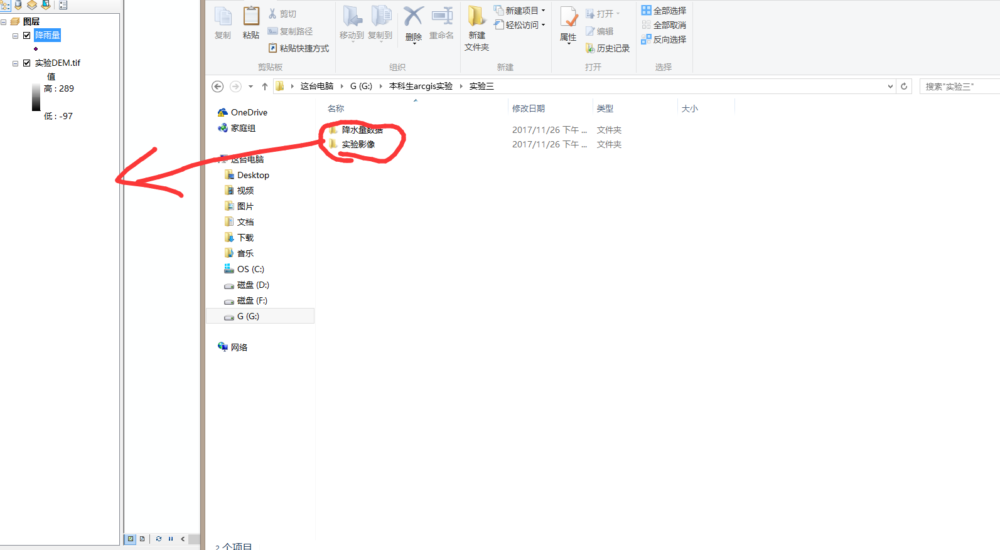 图层
降雨量
实验DEM.tif
值
高 : 289
低 : -97
复制
粘贴
剪切
复制路径
粘贴快捷方式
剪贴板
移动到
复制到
删除
重命名
组织
新建
文件夹
新建项目
轻松访问
新建
属性
打开
编辑
历史记录
打开
全部选择
全部取消
反向选择
选择
这台电脑
G (G:)
本科生arcgis实验
实验三
搜索"实验三"
名称
修改日期
类型
大小
降水量数据
2017/11/26 下午 ...
文件夹
实验影像
2017/11/26 下午 ...
文件夹
OneDrive
家庭组
这台电脑
Desktop
视频
图片
文档
下载
音乐
OS (C:)
磁盘 (D:)
磁盘 (F:)
G (G:)
网络
2 个项目